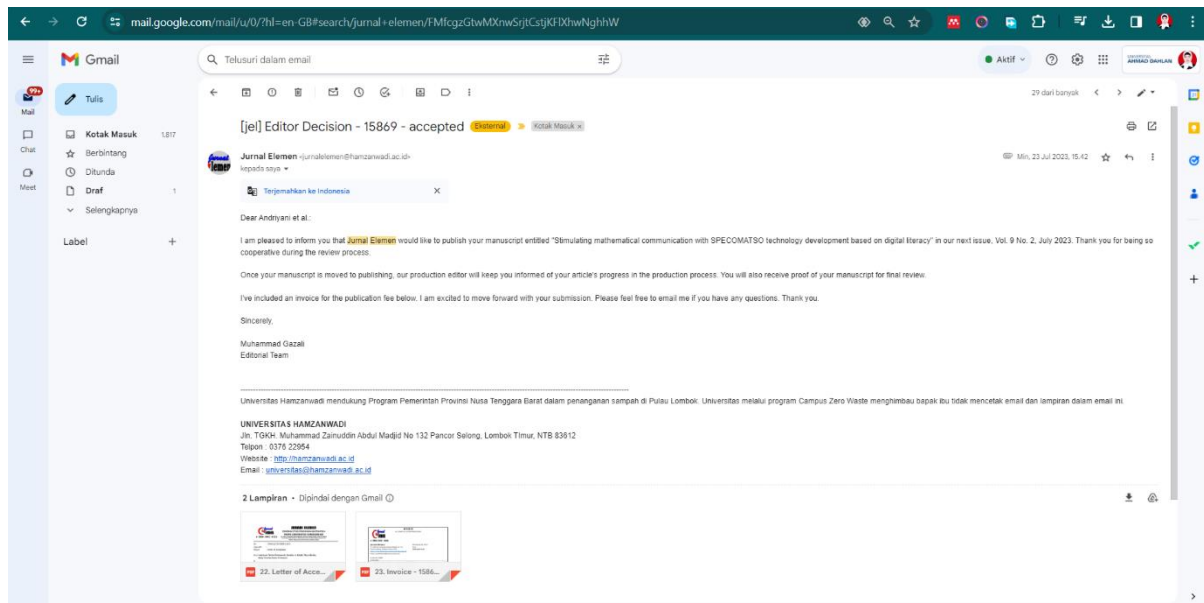 mail.google.com/mail/u/0/?hl=en-GB#search/jurnal+elemen/FMfcgzGtwMXnwSrjtCstjKFlXhwNghhW
Gmail
Telusuri dalam email
Aktif
AHMAD DAHLAN
99+
Mail
Chat
Meet
Tulis
Kotak Masuk 1.817
Berbintang
Ditunda
Draf 1
Selengkapnya
Label
29 dari banyak
[jel] Editor Decision - 15869 - accepted Eksternal Kotak Masuk x
Jurnal Elemen <jurnalelemen@hamzanwadi.ac.id>
Min, 23 Jul 2023, 15.42
kepada saya
Terjemahkan ke Indonesia
Dear Andriyani et al.:
I am pleased to inform you that Jurnal Elemen would like to publish your manuscript entitled "Stimulating mathematical communication with SPECOMATSO technology development based on digital literacy" in our next issue, Vol. 9 No. 2, July 2023. Thank you for being so
cooperative during the review process.
Once your manuscript is moved to publishing, our production editor will keep you informed of your article's progress in the production process. You will also receive proof of your manuscript for final review.
I've included an invoice for the publication fee below. I am excited to move forward with your submission. Please feel free to email me if you have any questions. Thank you.
Sincerely,
Muhammad Gazali
Editorial Team
Universitas Hamzanwadi mendukung Program Pemerintah Provinsi Nusa Tenggara Barat dalam penanganan sampah di Pulau Lombok. Universitas melalui program Campus Zero Waste menghimbau bapak ibu tidak mencetak email dan lampiran dalam email ini.
UNIVERSITAS HAMZANWADI
Jln. TGKH. Muhammad Zainuddin Abdul Madjid No 132 Pancor Selong, Lombok TImur, NTB 83612
Telpon : 0376 22954
Website : http://hamzanwadi.ac.id
Email : universitas@hamzanwadi.ac.id
2 Lampiran • Dipindai dengan Gmail
22. Letter of Acce...
23. Invoice - 1586...